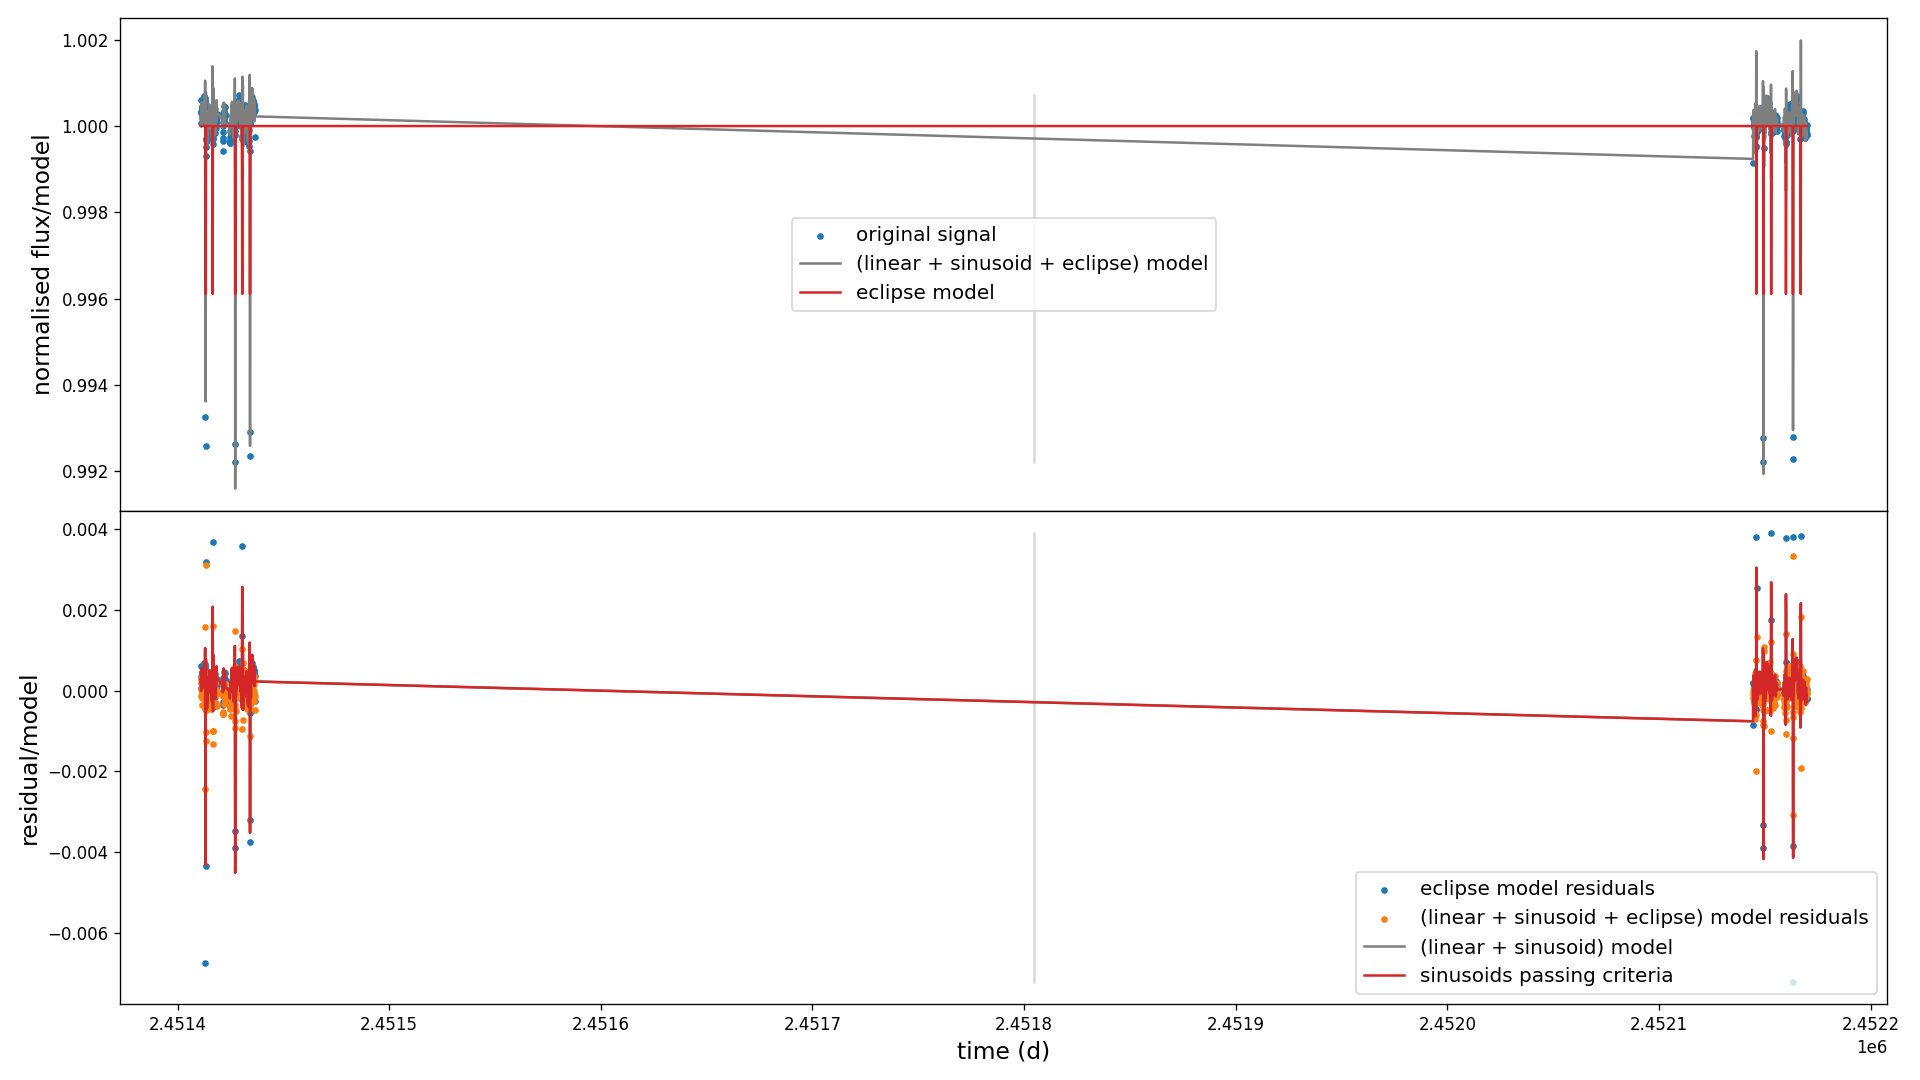 1.002
1.000
0.998
0.996
0.994
0.992
normalised flux/model
original signal
(linear + sinusoid + eclipse) model
eclipse model
0.004
0.002
0.000
−0.002
−0.004
−0.006
residual/model
eclipse model residuals
(linear + sinusoid + eclipse) model residuals
(linear + sinusoid) model
sinusoids passing criteria
2.4514 2.4515 2.4516 2.4517 2.4518 2.4519 2.4520 2.4521 2.4522
1e6
time (d)